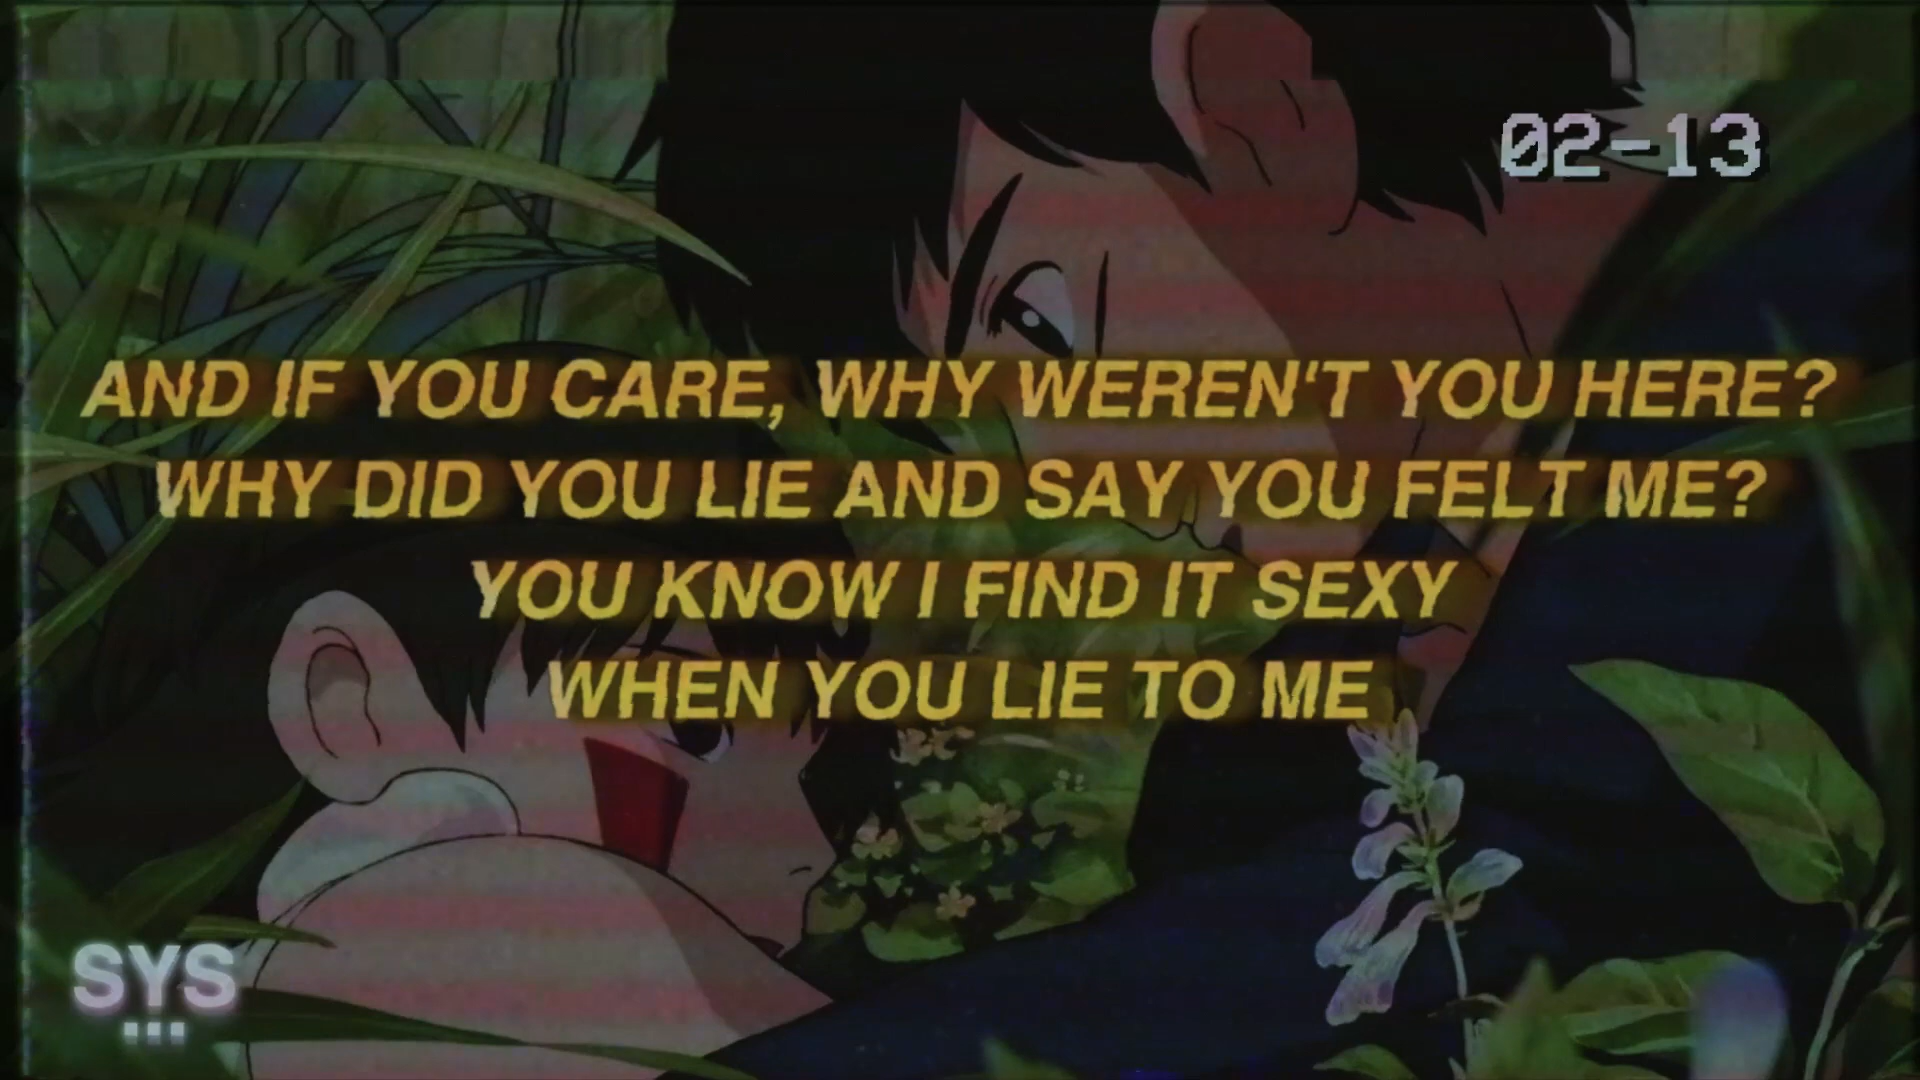 02-13
AND IF YOU CARE, WHY WEREN'T YOU HERE?
WHY DID YOU LIE AND SAY YOU FELT ME?
YOU KNOW I FIND IT SEXY
WHEN YOU LIE TO ME
SYS
...